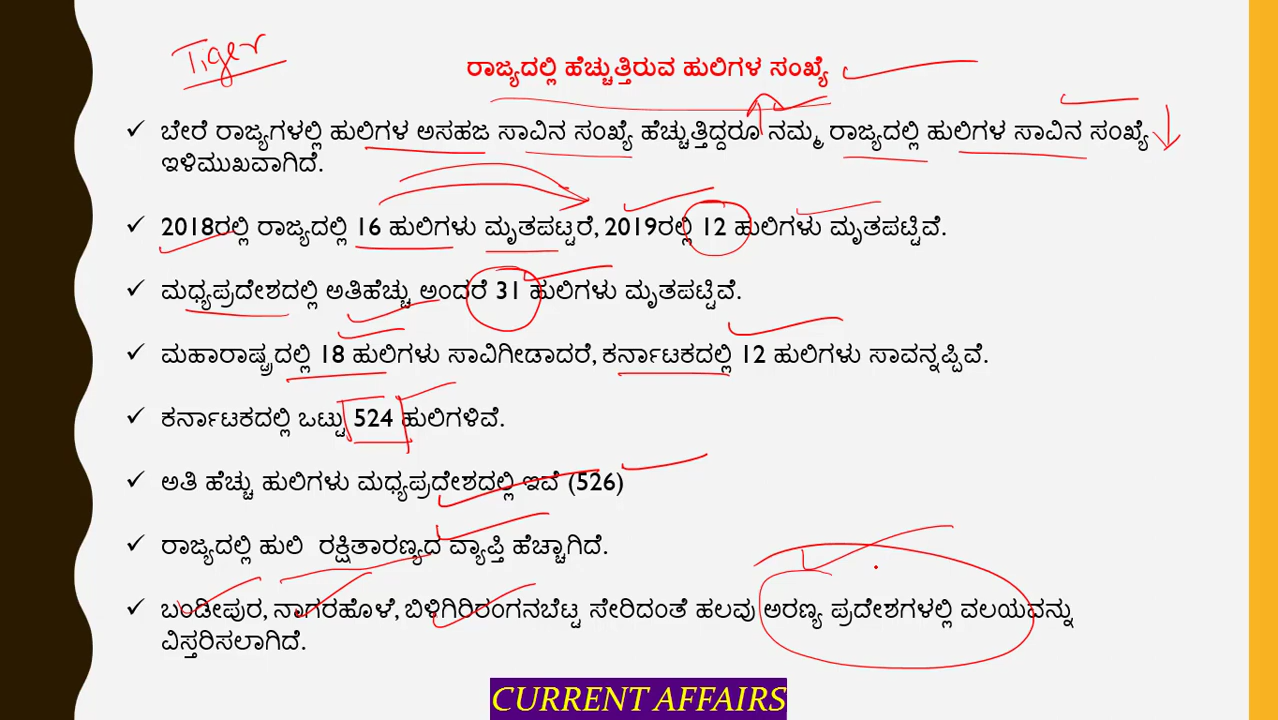 Tiger
ರಾಜ್ಯದಲ್ಲಿ ಹೆಚ್ಚುತ್ತಿರುವ ಹುಲಿಗಳ ಸಂಖ್ಯೆ
✓ ಬೇರೆ ರಾಜ್ಯಗಳಲ್ಲಿ ಹುಲಿಗಳ ಅಸಹಜ ಸಾವಿನ ಸಂಖ್ಯೆ ಹೆಚ್ಚುತ್ತಿದ್ದರೂ ನಮ್ಮ ರಾಜ್ಯದಲ್ಲಿ ಹುಲಿಗಳ ಸಾವಿನ ಸಂಖ್ಯೆ
ಇಳಿಮುಖವಾಗಿದೆ.
✓ 2018ರಲ್ಲಿ ರಾಜ್ಯದಲ್ಲಿ 16 ಹುಲಿಗಳು ಮೃತಪಟ್ಟರೆ, 2019ರಲ್ಲಿ 12 ಹುಲಿಗಳು ಮೃತಪಟ್ಟಿವೆ.
✓ ಮಧ್ಯಪ್ರದೇಶದಲ್ಲಿ ಅತಿಹೆಚ್ಚು ಅಂದರೆ 31 ಹುಲಿಗಳು ಮೃತಪಟ್ಟಿವೆ.
✓ ಮಹಾರಾಷ್ಟ್ರದಲ್ಲಿ 18 ಹುಲಿಗಳು ಸಾವಿಗೀಡಾದರೆ, ಕರ್ನಾಟಕದಲ್ಲಿ 12 ಹುಲಿಗಳು ಸಾವನ್ನಪ್ಪಿವೆ.
✓ ಕರ್ನಾಟಕದಲ್ಲಿ ಒಟ್ಟು 524 ಹುಲಿಗಳಿವೆ.
✓ ಅತಿ ಹೆಚ್ಚು ಹುಲಿಗಳು ಮಧ್ಯಪ್ರದೇಶದಲ್ಲಿ ಇವೆ (526)
✓ ರಾಜ್ಯದಲ್ಲಿ ಹುಲಿ ರಕ್ಷಿತಾರಣ್ಯದ ವ್ಯಾಪ್ತಿ ಹೆಚ್ಚಾಗಿದೆ.
✓ ಬಂಡೀಪುರ, ನಾಗರಹೊಳೆ, ಬಿಳಿಗಿರಿರಂಗನಬೆಟ್ಟ ಸೇರಿದಂತೆ ಹಲವು ಅರಣ್ಯ ಪ್ರದೇಶಗಳಲ್ಲಿ ವಲಯವನ್ನು
ವಿಸ್ತರಿಸಲಾಗಿದೆ.
CURRENT AFFAIRS